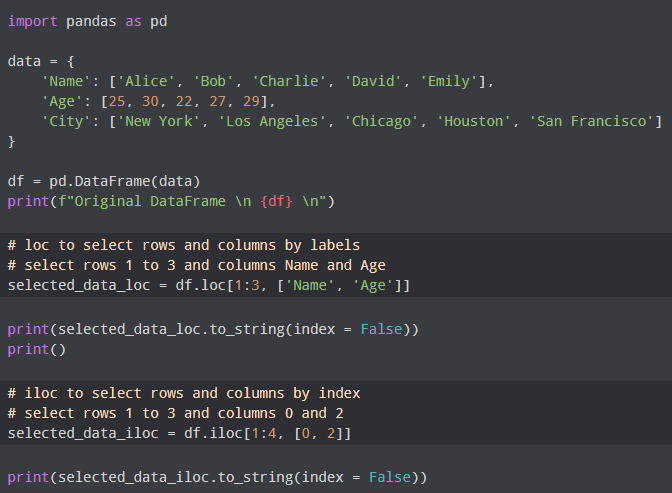 import pandas as pd
data = {
    'Name': ['Alice', 'Bob', 'Charlie', 'David', 'Emily'],
    'Age': [25, 30, 22, 27, 29],
    'City': ['New York', 'Los Angeles', 'Chicago', 'Houston', 'San Francisco']
}
df = pd.DataFrame(data)
print(f"Original DataFrame \n {df} \n")
# loc to select rows and columns by labels
# select rows 1 to 3 and columns Name and Age
selected_data_loc = df.loc[1:3, ['Name', 'Age']]
print(selected_data_loc.to_string(index = False))
print()
# iloc to select rows and columns by index
# select rows 1 to 3 and columns 0 and 2
selected_data_iloc = df.iloc[1:4, [0, 2]]
print(selected_data_iloc.to_string(index = False))